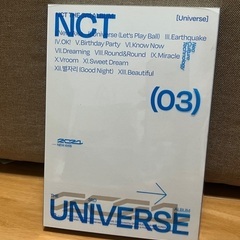 NCT
[Universe]
Universe (Let's Play Ball) III.Earthquake
IV.OK! V.Birthday Party VI.Know Now
VII.Dreaming VIII.Round&Round IX.Miracle
X.Vroom XI.Sweet Dream
XII.별자리 (Good Night) XIII.Beautiful
(03)
2021
UNIVERSE